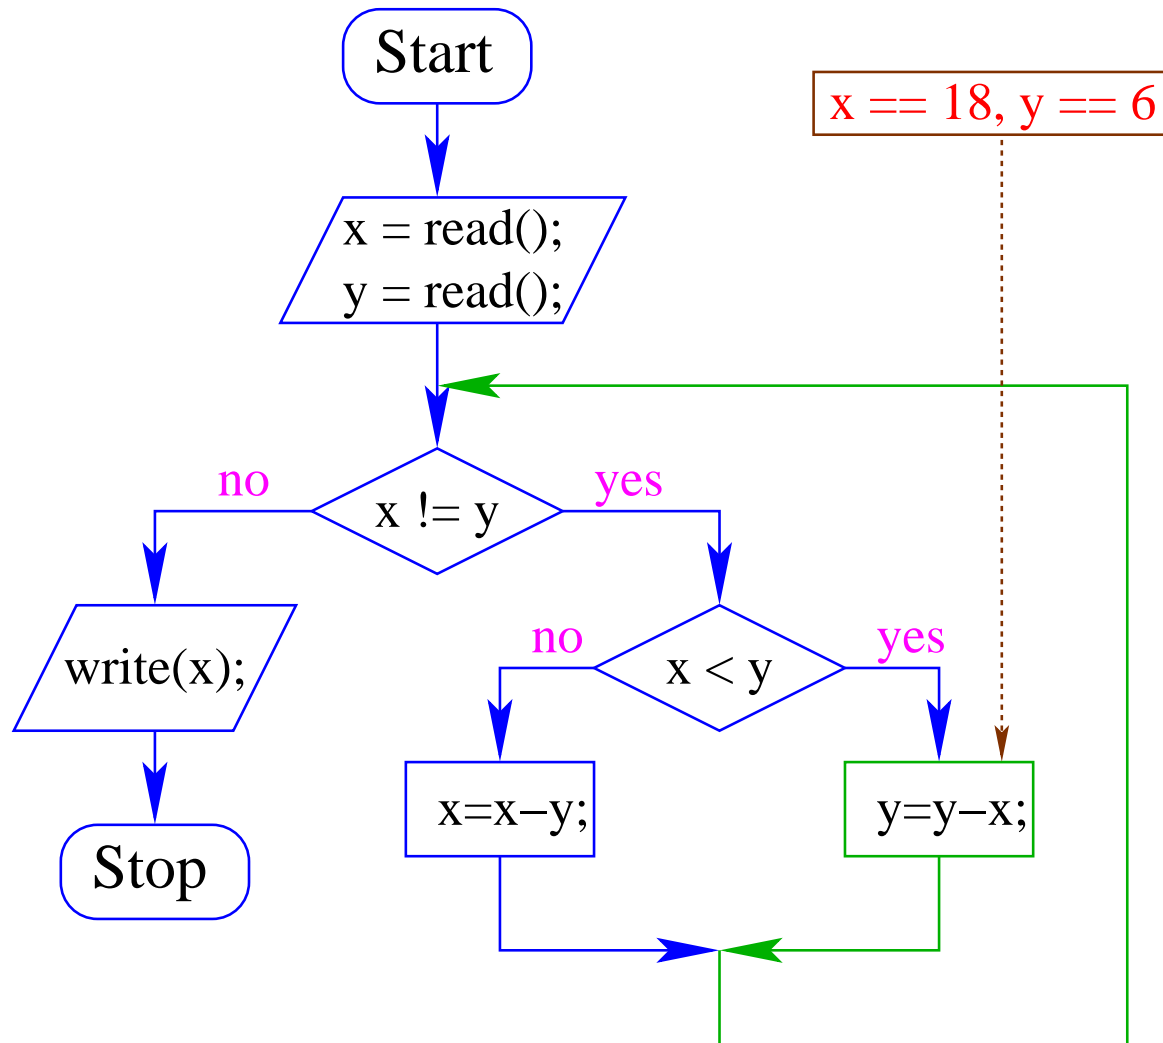 Start
x == 18, y == 6
x = read();
y = read();
no
yes
x != y
no
yes
write(x);
x < y
x=x−y;
y=y−x;
Stop